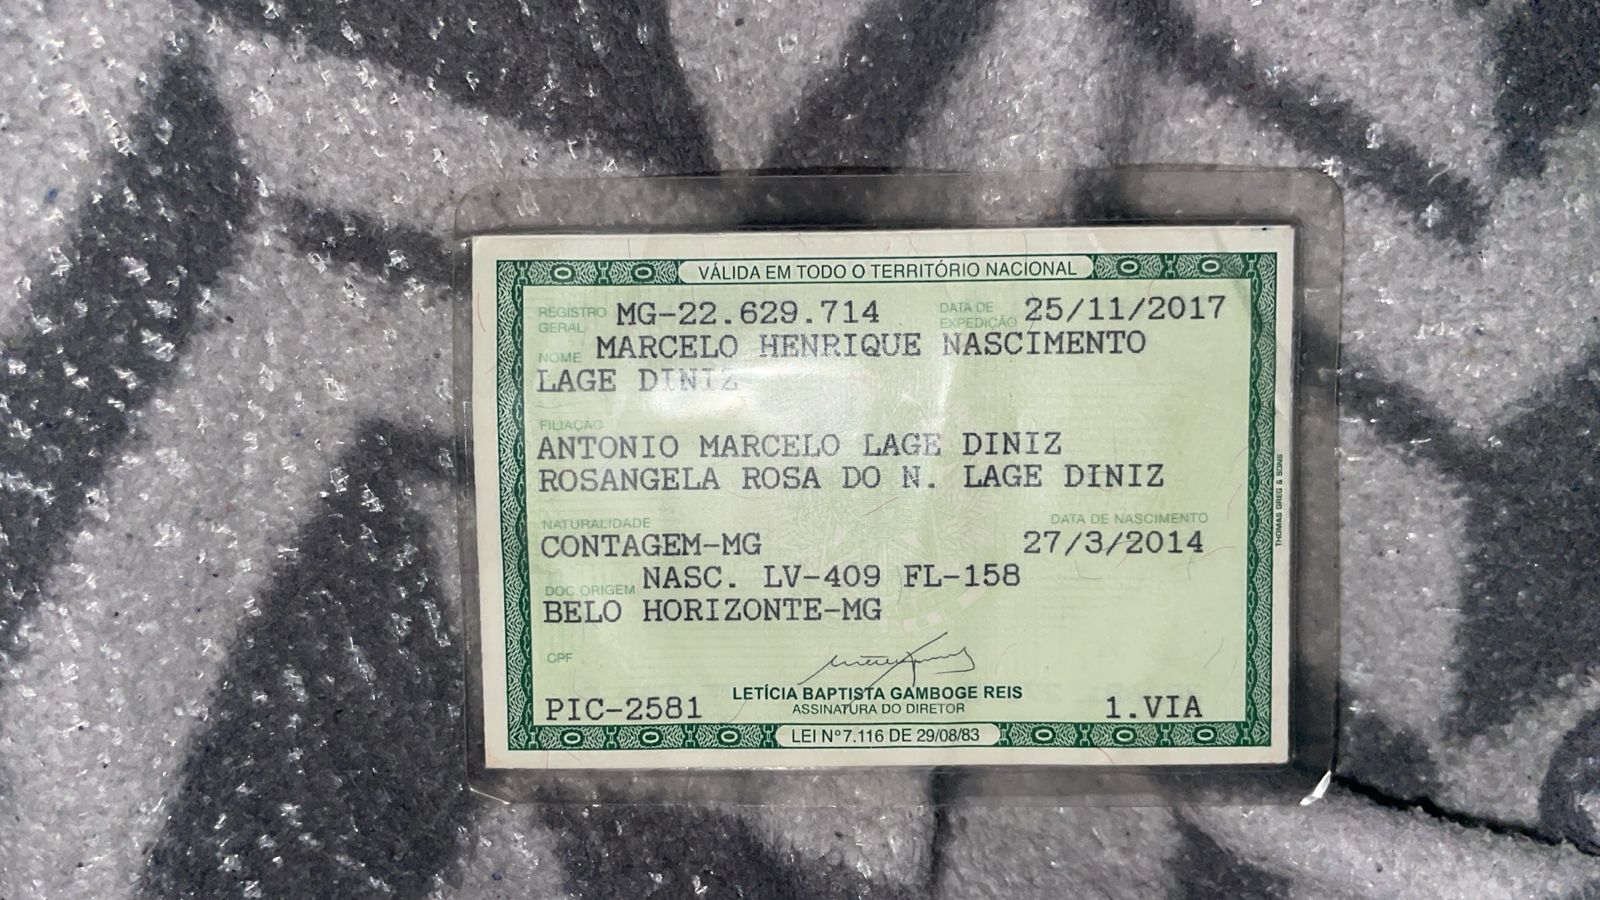 VÁLIDA EM TODO O TERRITÓRIO NACIONAL
REGISTRO GERAL MG-22.629.714 DATA DE EXPEDIÇÃO 25/11/2017
NOME MARCELO HENRIQUE NASCIMENTO
LAGE DINIZ
FILIAÇÃO
ANTONIO MARCELO LAGE DINIZ
ROSANGELA ROSA DO N. LAGE DINIZ
NATURALIDADE DATA DE NASCIMENTO
CONTAGEM-MG 27/3/2014
DOC ORIGEM NASC. LV-409 FL-158
BELO HORIZONTE-MG
CPF
LETÍCIA BAPTISTA GAMBOGE REIS
PIC-2581 ASSINATURA DO DIRETOR 1.VIA
LEI Nº 7.116 DE 29/08/83
THOMAS GREG & SONS